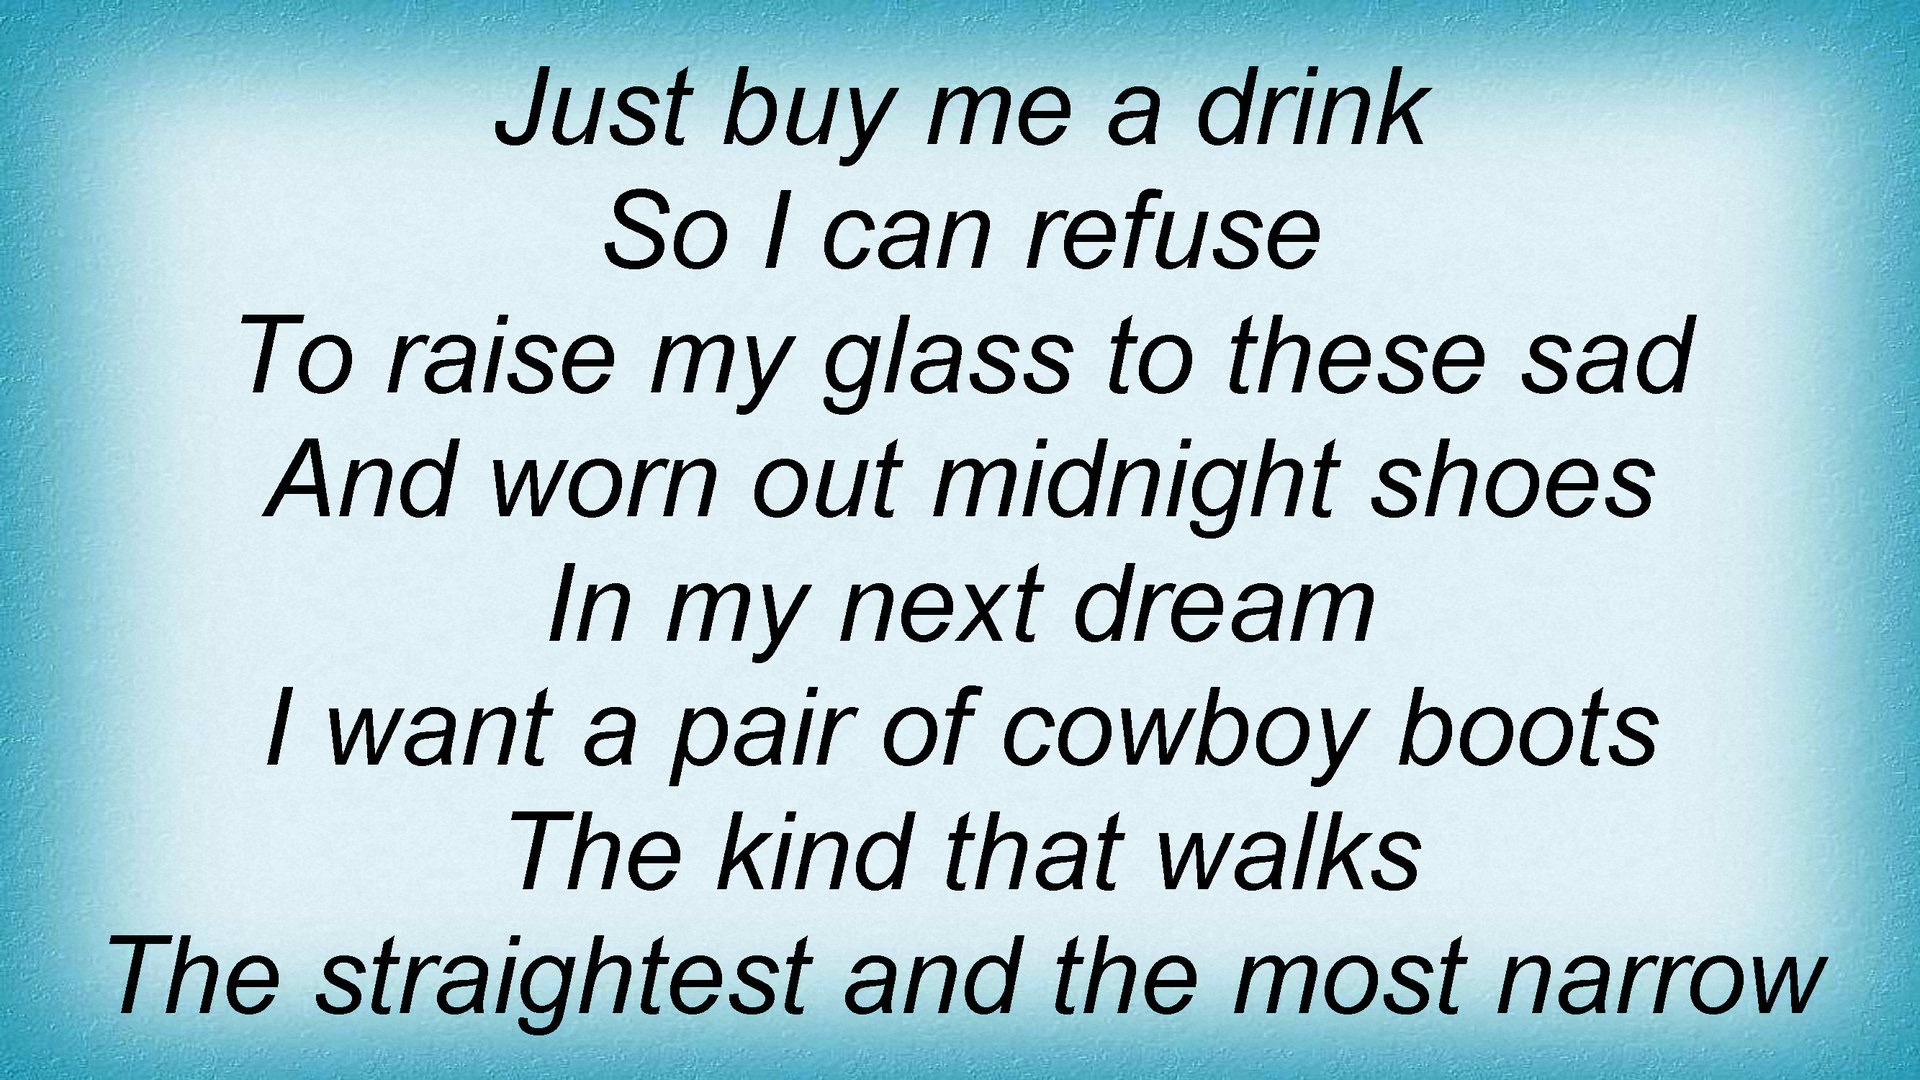 Just buy me a drink
So I can refuse
To raise my glass to these sad
And worn out midnight shoes
In my next dream
I want a pair of cowboy boots
The kind that walks
The straightest and the most narrow